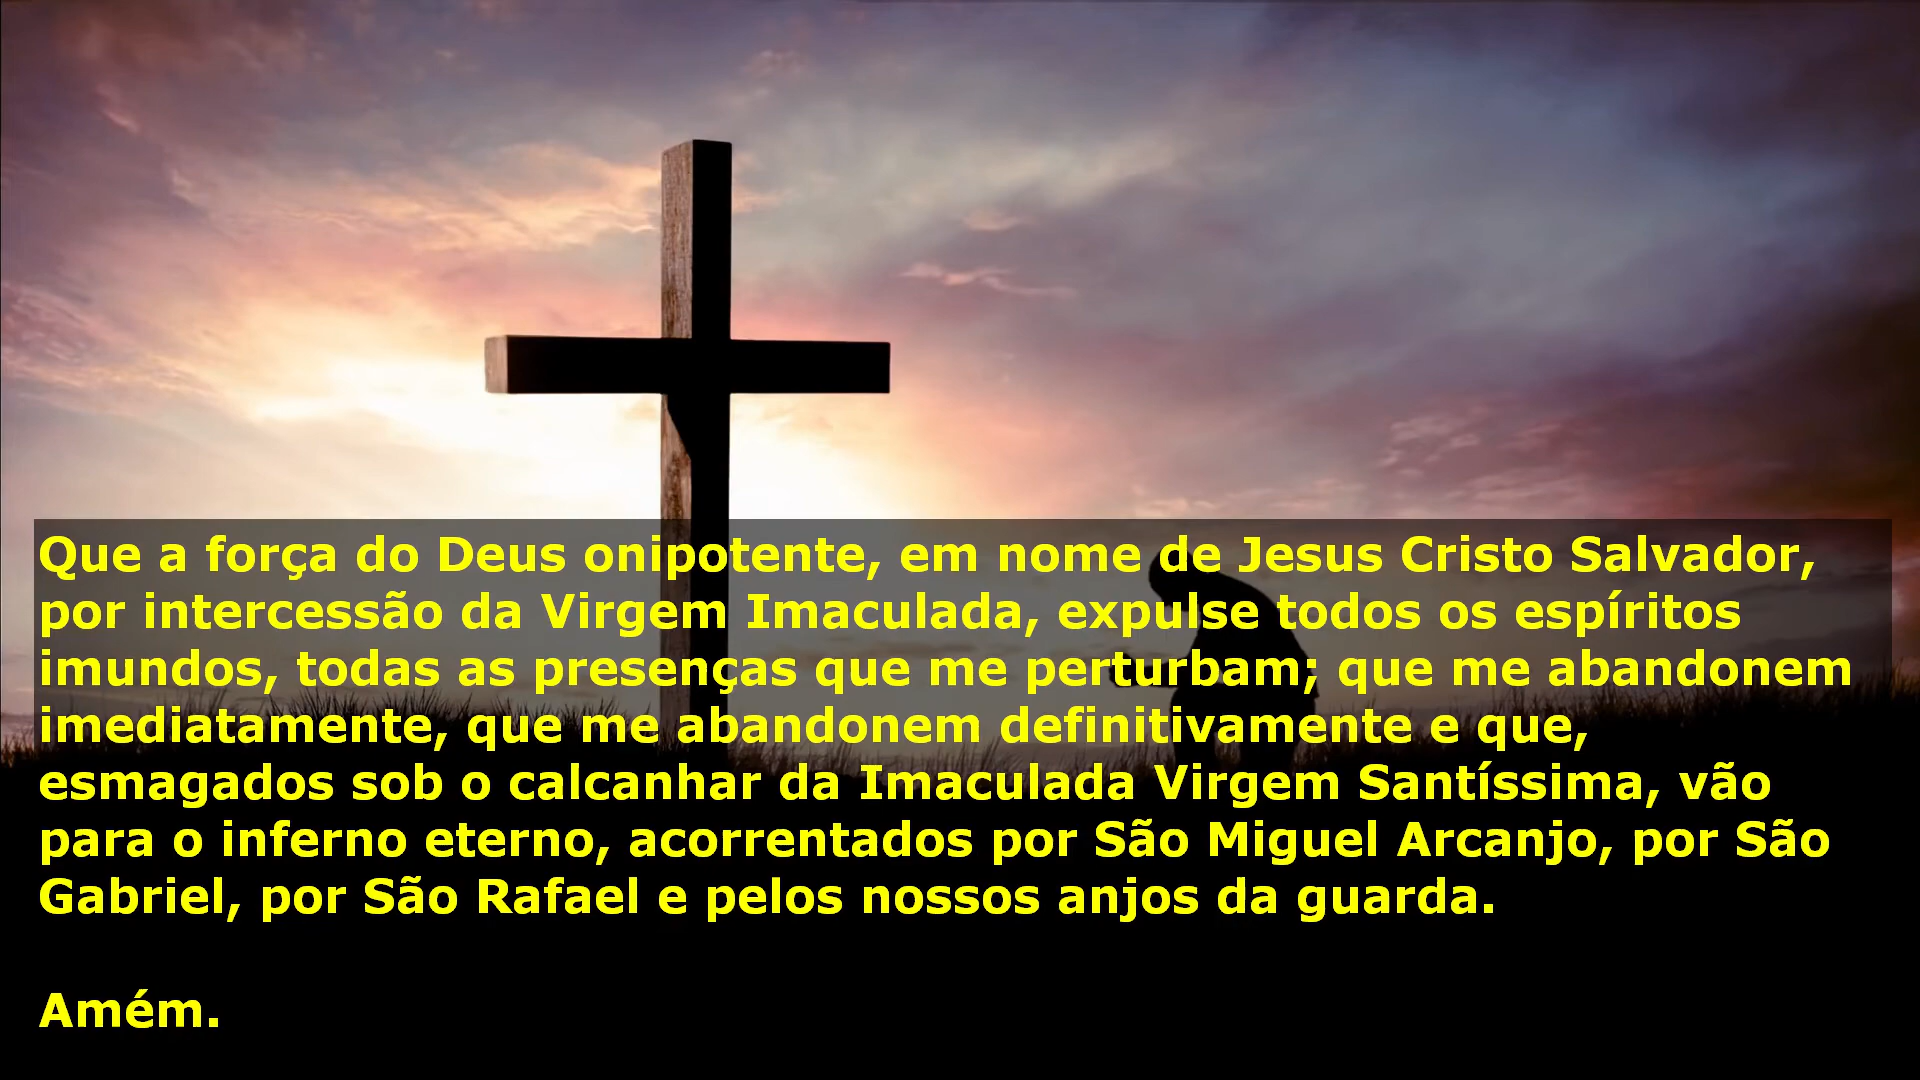 Que a força do Deus onipotente, em nome de Jesus Cristo Salvador,
por intercessão da Virgem Imaculada, expulse todos os espíritos
imundos, todas as presenças que me perturbam; que me abandonem
imediatamente, que me abandonem definitivamente e que,
esmagados sob o calcanhar da Imaculada Virgem Santíssima, vão
para o inferno eterno, acorrentados por São Miguel Arcanjo, por São
Gabriel, por São Rafael e pelos nossos anjos da guarda.
Amém.